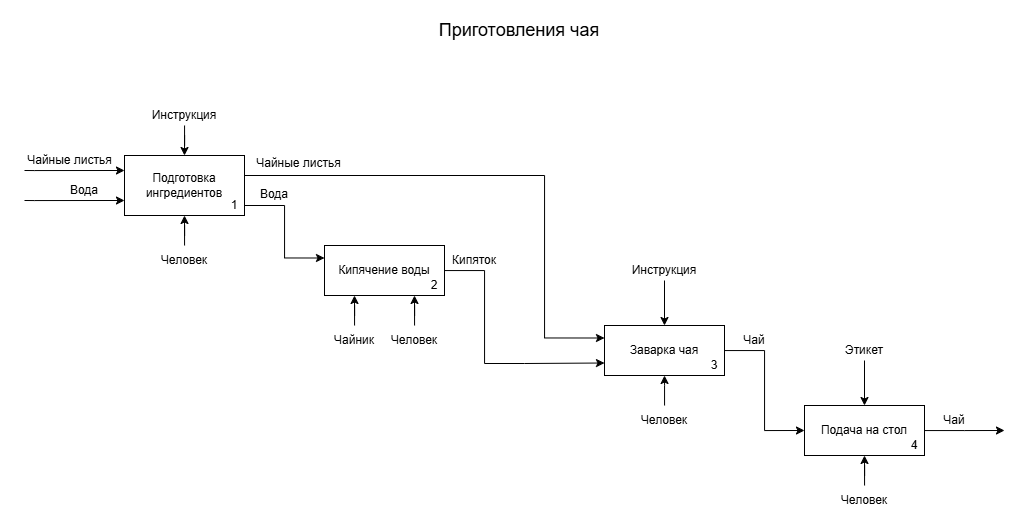 Приготовления чая
Инструкция
Чайные листья
Вода
Подготовка
ингредиентов
1
Человек
Чайные листья
Вода
Кипячение воды
2
Кипяток
Чайник
Человек
Инструкция
Заварка чая
3
Человек
Чай
Этикет
Подача на стол
4
Человек
Чай